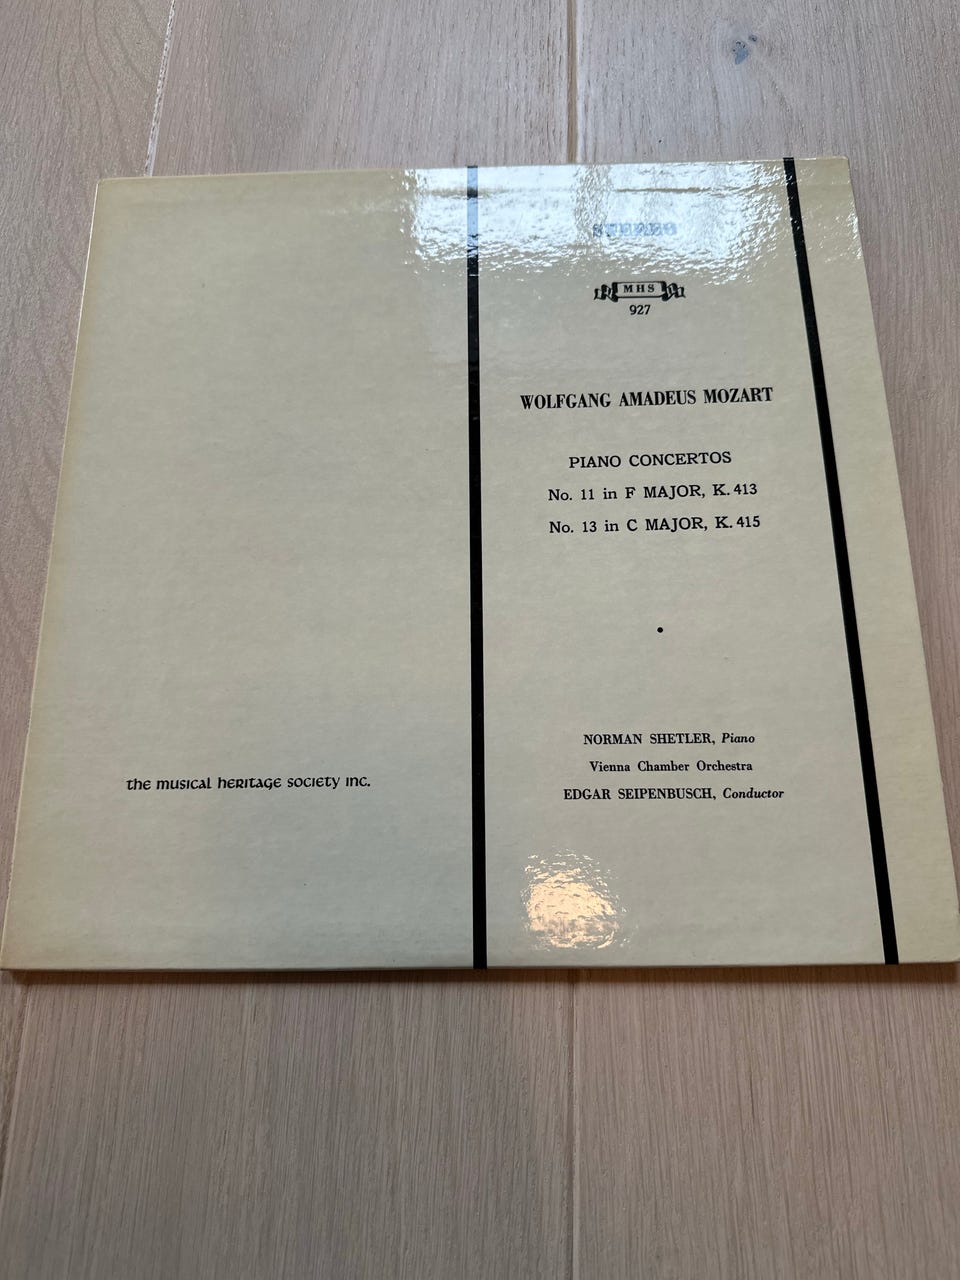 STEREO
MHS
927
WOLFGANG AMADEUS MOZART
PIANO CONCERTOS
No. 11 in F MAJOR, K. 413
No. 13 in C MAJOR, K. 415
•
NORMAN SHETLER, Piano
Vienna Chamber Orchestra
EDGAR SEIPENBUSCH, Conductor
the musical heritage society inc.